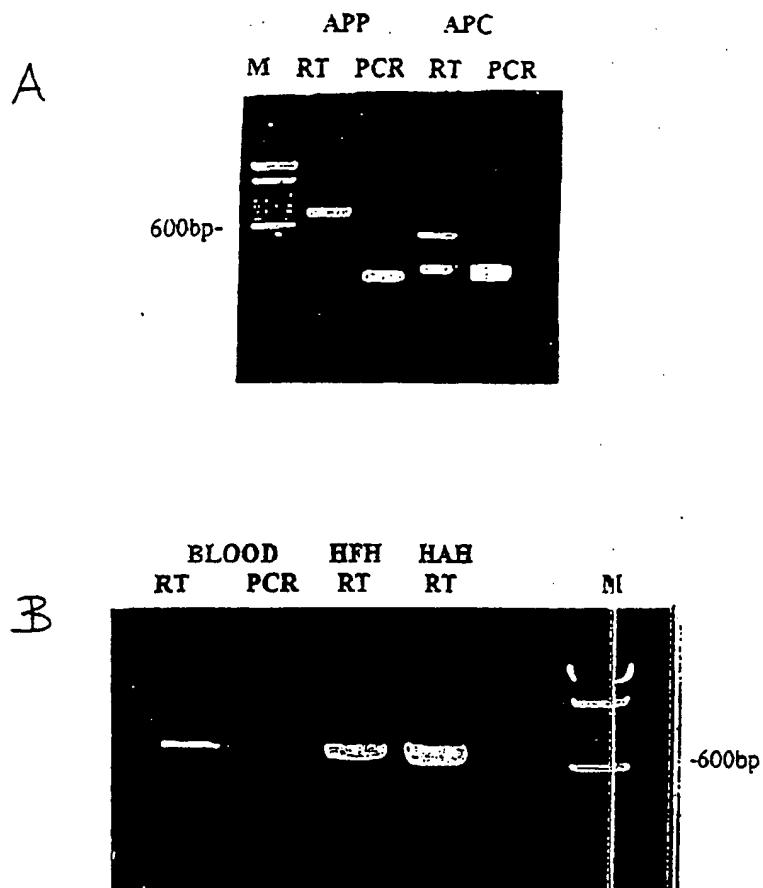 APP APC
A
M RT PCR RT PCR
600bp-
BLOOD HFH HAH
RT PCR RT RT M
B
-600bp